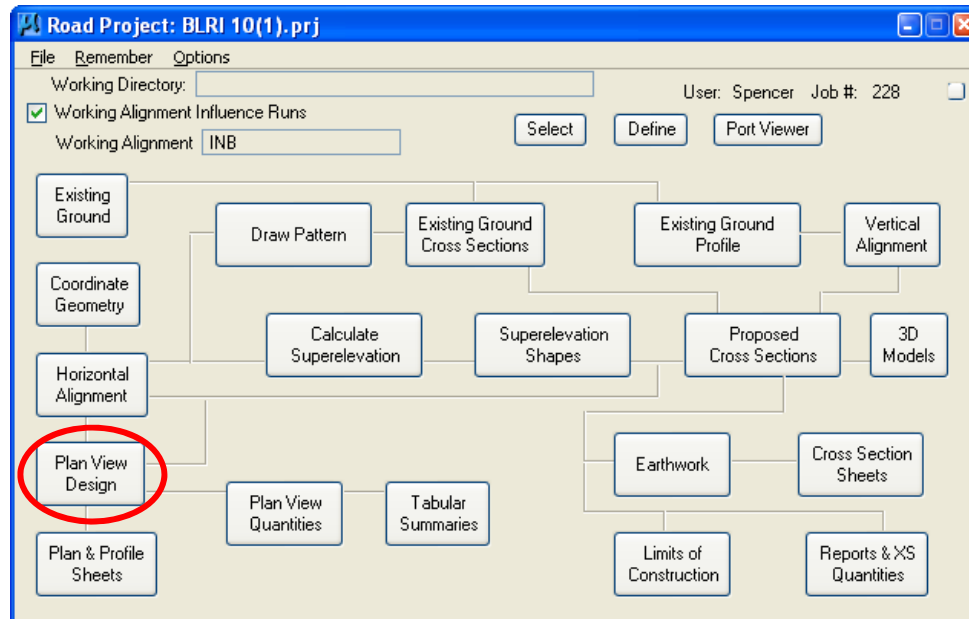 Road Project: BLRI 10(1).prj
File Remember Options
Working Directory:
User: Spencer Job #: 228
Working Alignment Influence Runs
Select Define Port Viewer
Working Alignment INB
Existing
Ground
Draw Pattern
Existing Ground
Cross Sections
Existing Ground
Profile
Vertical
Alignment
Coordinate
Geometry
Calculate
Superelevation
Superelevation
Shapes
Proposed
Cross Sections
3D
Models
Horizontal
Alignment
Plan View
Design
Earthwork
Cross Section
Sheets
Plan View
Quantities
Tabular
Summaries
Plan & Profile
Sheets
Limits of
Construction
Reports & XS
Quantities